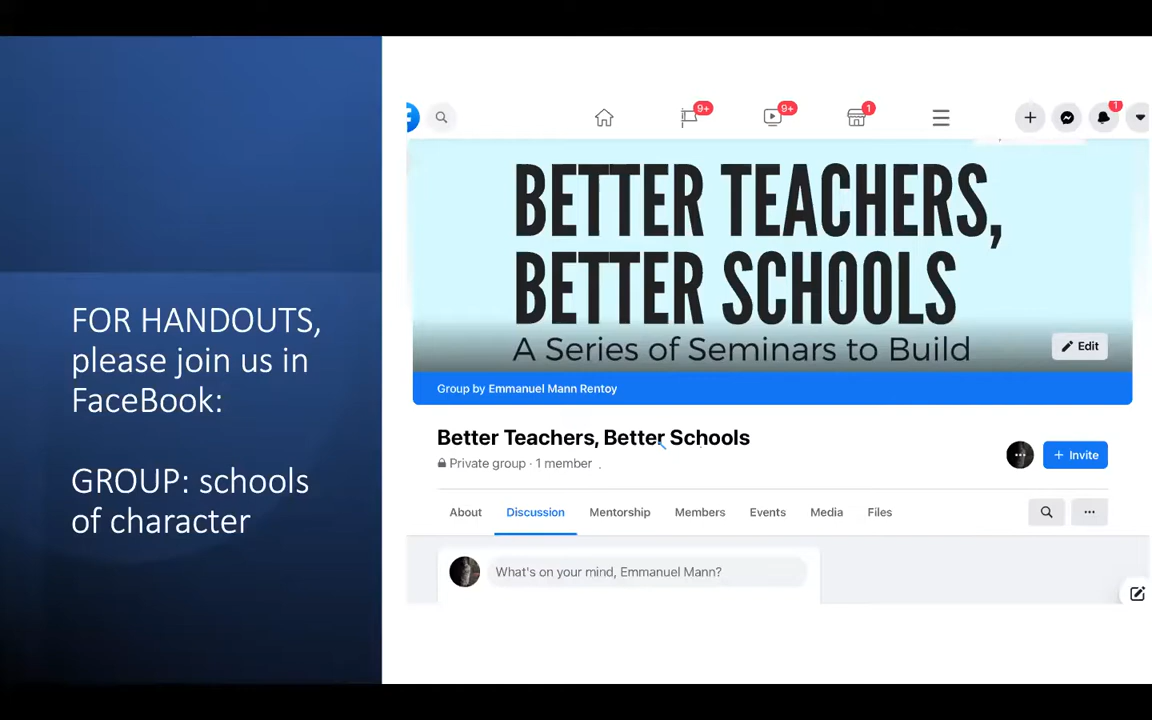 FOR HANDOUTS,
please join us in
FaceBook:
GROUP: schools
of character
9+
9+
1
1
BETTER TEACHERS,
BETTER SCHOOLS
A Series of Seminars to Build
Edit
Group by Emmanuel Mann Rentoy
Better Teachers, Better Schools
Private group · 1 member
+ Invite
About Discussion Mentorship Members Events Media Files
What's on your mind, Emmanuel Mann?